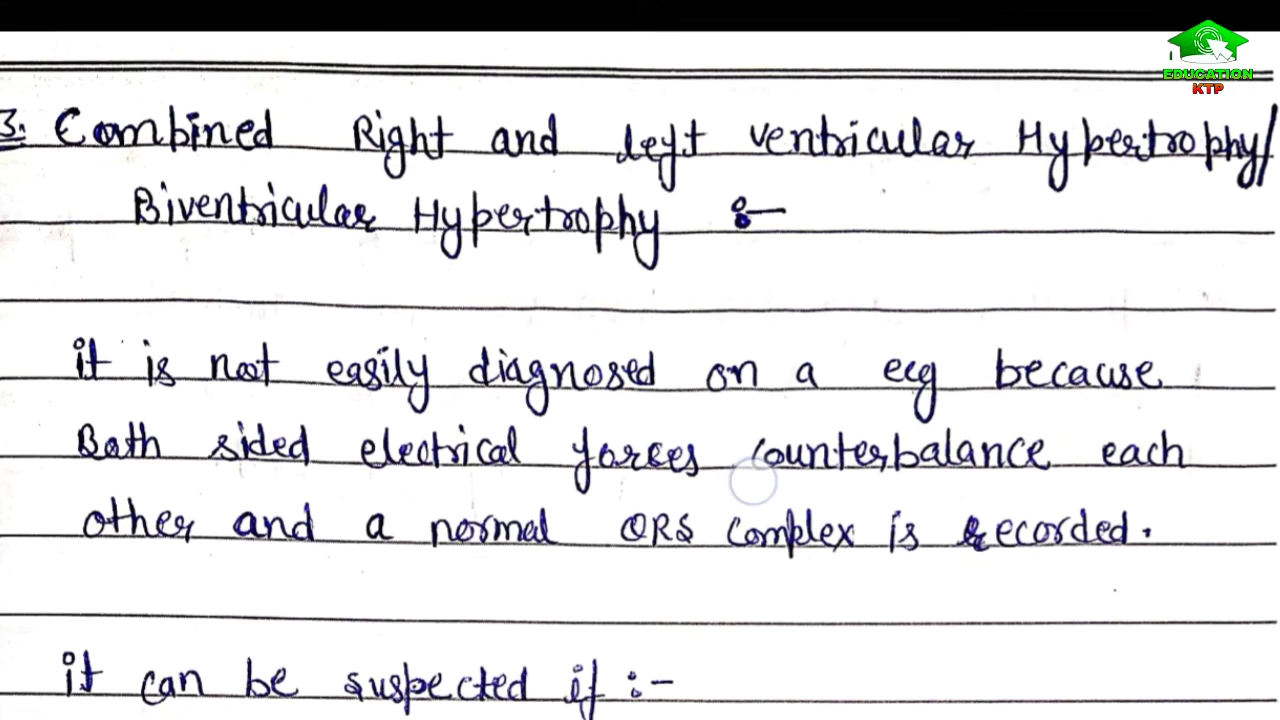 EDUCATION
KTP
3. Combined Right and left ventricular Hypertrophy/
Biventricular Hypertrophy :-
it is not easily diagnosed on a ecg because
Both sided electrical forces counterbalance each
other and a normal QRS complex is recorded.
it can be suspected if :-